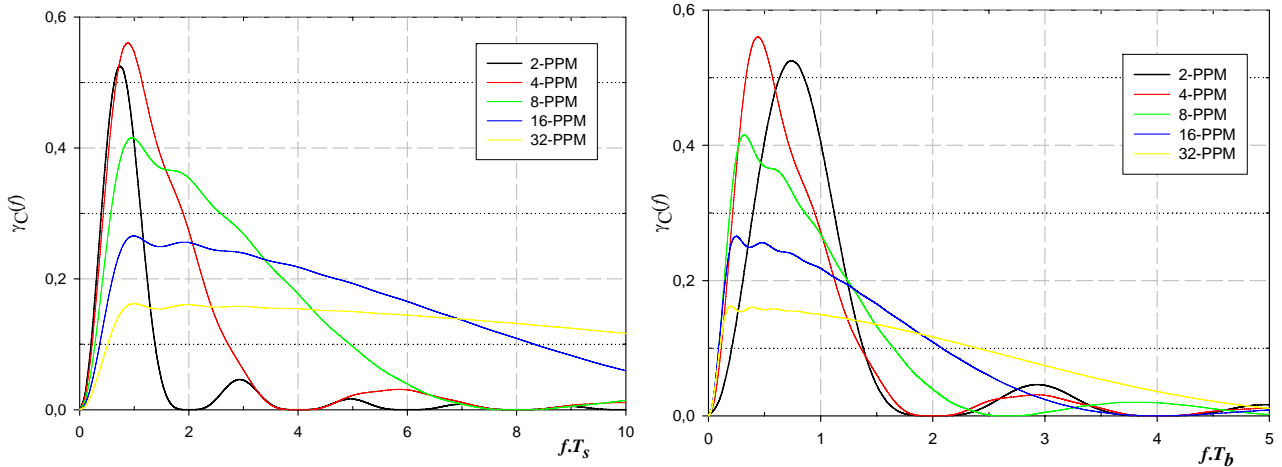 0,6
0,4
0,2
0,0
γC(f)
2-PPM
4-PPM
8-PPM
16-PPM
32-PPM
0 2 4 6 8 10
f.Ts
0,6
0,4
0,2
0,0
γC(f)
2-PPM
4-PPM
8-PPM
16-PPM
32-PPM
0 1 2 3 4 5
f.Tb